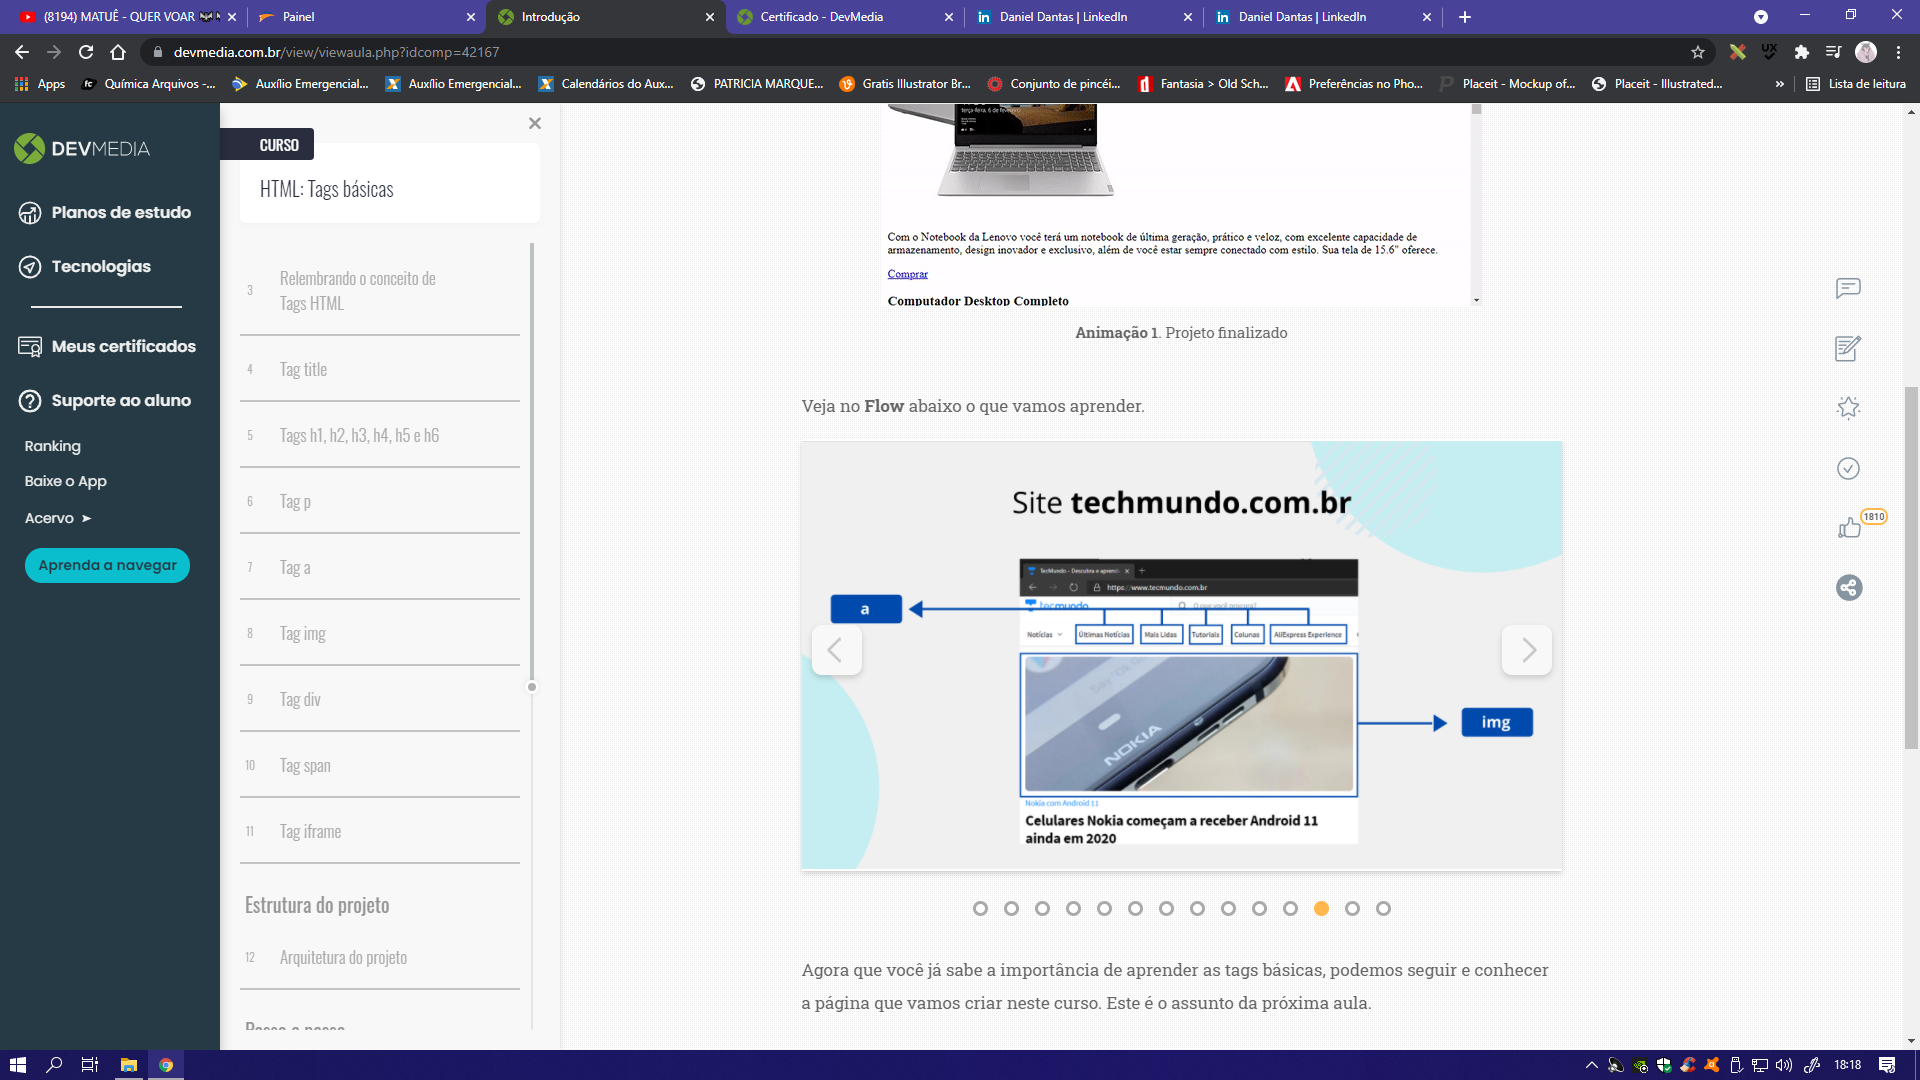 (8194) MATUÊ - QUER VOAR
Painel
Introdução
Certificado - DevMedia
Daniel Dantas | LinkedIn
Daniel Dantas | LinkedIn
devmedia.com.br/view/viewaula.php?idcomp=42167
Apps
Química Arquivos -...
Auxílio Emergencial...
Auxílio Emergencial...
Calendários do Aux...
PATRICIA MARQUE...
Gratis Illustrator Br...
Conjunto de pincéi...
Fantasia > Old Sch...
Preferências no Pho...
Placeit - Mockup of...
Placeit - Illustrated...
»
Lista de leitura
DEVMEDIA
Planos de estudo
Tecnologias
Meus certificados
Suporte ao aluno
Ranking
Baixe o App
Acervo ➤
Aprenda a navegar
CURSO
HTML: Tags básicas
3 Relembrando o conceito de
Tags HTML
4 Tag title
5 Tags h1, h2, h3, h4, h5 e h6
6 Tag p
7 Tag a
8 Tag img
9 Tag div
10 Tag span
11 Tag iframe
Estrutura do projeto
12 Arquitetura do projeto
Passo a passo
terça-feira, 6 de fevereiro
Com o Notebook da Lenovo você terá um notebook de última geração, prático e veloz, com excelente capacidade de
armazenamento, design inovador e exclusivo, além de você estar sempre conectado com estilo. Sua tela de 15.6" oferece.
Comprar
Computador Desktop Completo
Animação 1. Projeto finalizado
Veja no Flow abaixo o que vamos aprender.
Site techmundo.com.br
TecMundo - Descubra e aprend
https://www.tecmundo.com.br
tecmundo
O que você procura?
a
Notícias
Últimas Notícias
Mais Lidas
Tutoriais
Colunas
AliExpress Experience
NOKIA
img
Nokia com Android 11
Celulares Nokia começam a receber Android 11
ainda em 2020
Agora que você já sabe a importância de aprender as tags básicas, podemos seguir e conhecer
a página que vamos criar neste curso. Este é o assunto da próxima aula.
1810
18:18